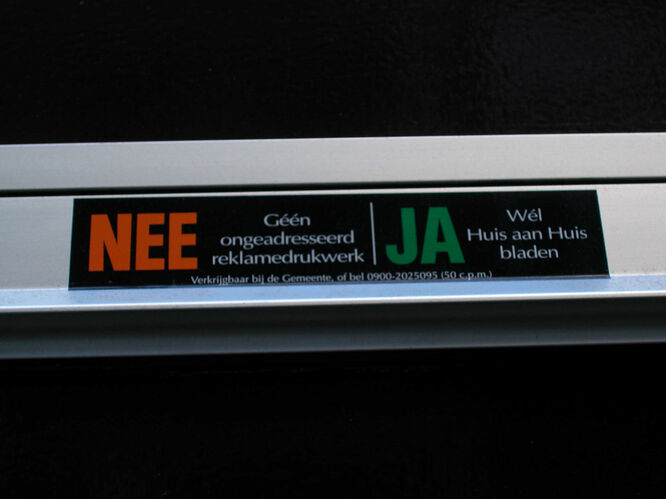 NEE
Géén
ongeadresseerd
reklamedrukwerk
JA
Wél
Huis aan Huis
bladen
Verkrijgbaar bij de Gemeente, of bel 0900-2025095 (50 c.p.m.)